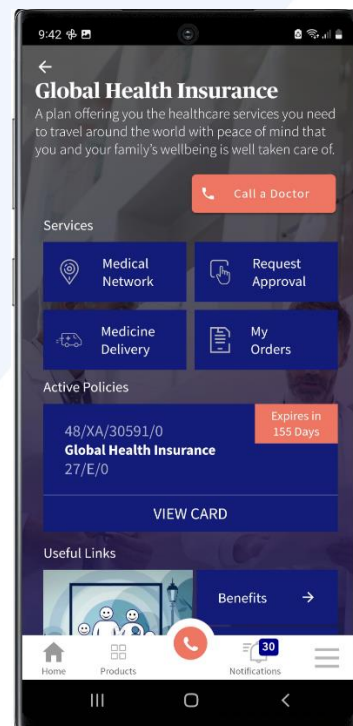 9:42
Global Health Insurance
A plan offering you the healthcare services you need
to travel around the world with peace of mind that
you and your family's wellbeing is well taken care of.
Call a Doctor
Services
Medical
Network
Request
Approval
Medicine
Delivery
My
Orders
Active Policies
Expires in
155 Days
48/XA/30591/0
Global Health Insurance
27/E/0
VIEW CARD
Useful Links
Benefits
30
Home
Products
Notifications